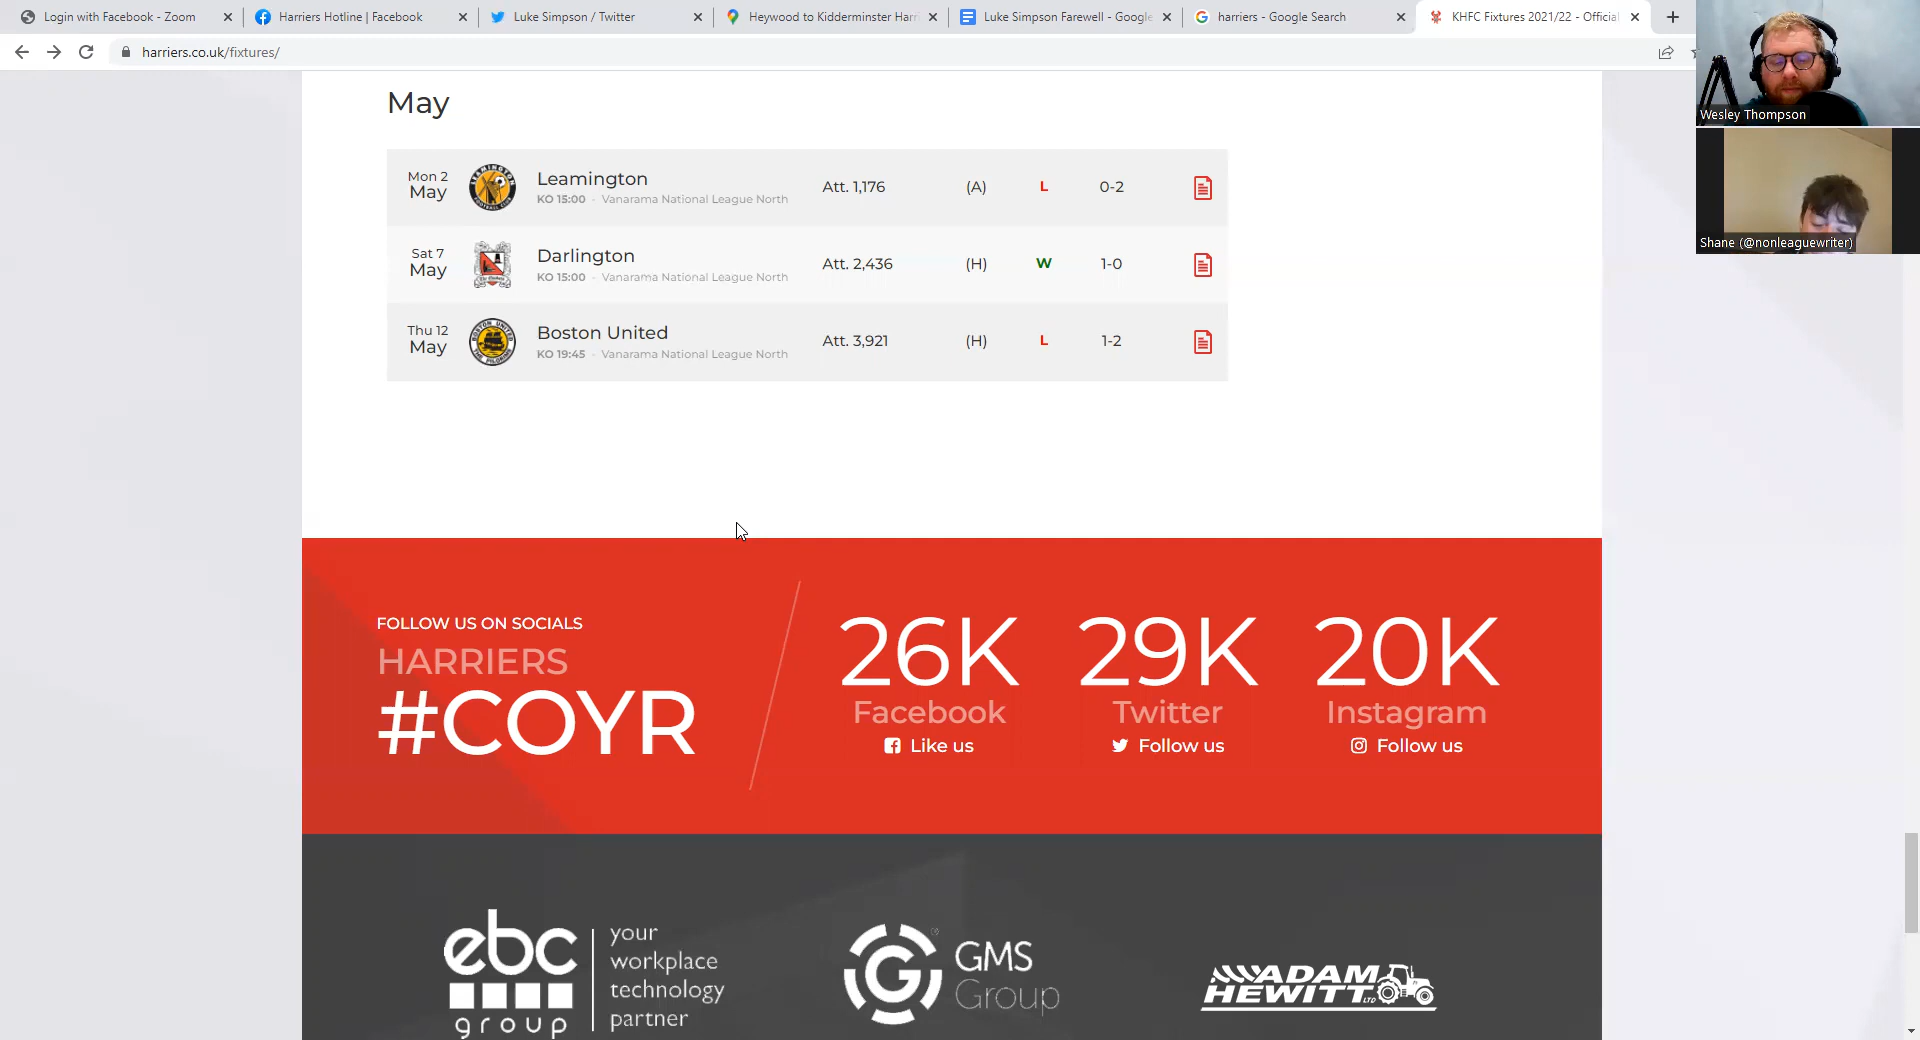 Login with Facebook - Zoom
Harriers Hotline | Facebook
Luke Simpson / Twitter
Heywood to Kidderminster Harr
Luke Simpson Farewell - Google
harriers - Google Search
KHFC Fixtures 2021/22 - Official
harriers.co.uk/fixtures/
Wesley Thompson
Shane (@nonleaguewriter)
May
Mon 2
May
Leamington
KO 15:00 - Vanarama National League North
Att. 1,176
(A)
L
0-2
Sat 7
May
Darlington
KO 15:00 - Vanarama National League North
Att. 2,436
(H)
W
1-0
Thu 12
May
Boston United
KO 19:45 - Vanarama National League North
Att. 3,921
(H)
L
1-2
FOLLOW US ON SOCIALS
HARRIERS
#COYR
26K
Facebook
Like us
29K
Twitter
Follow us
20K
Instagram
Follow us
ebc
group
your
workplace
technology
partner
GMS
Group
ADAM
HEWITT LTD